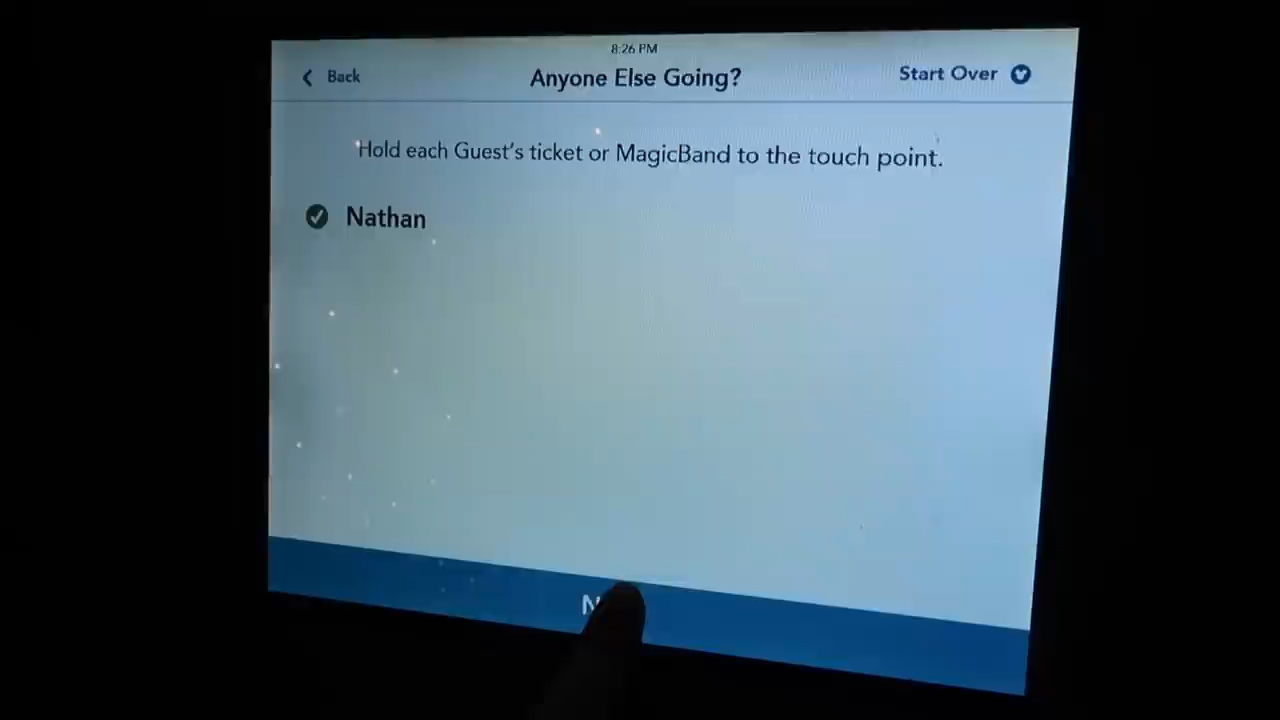 8:26 PM
Back
Anyone Else Going?
Start Over
Hold each Guest's ticket or MagicBand to the touch point.
Nathan